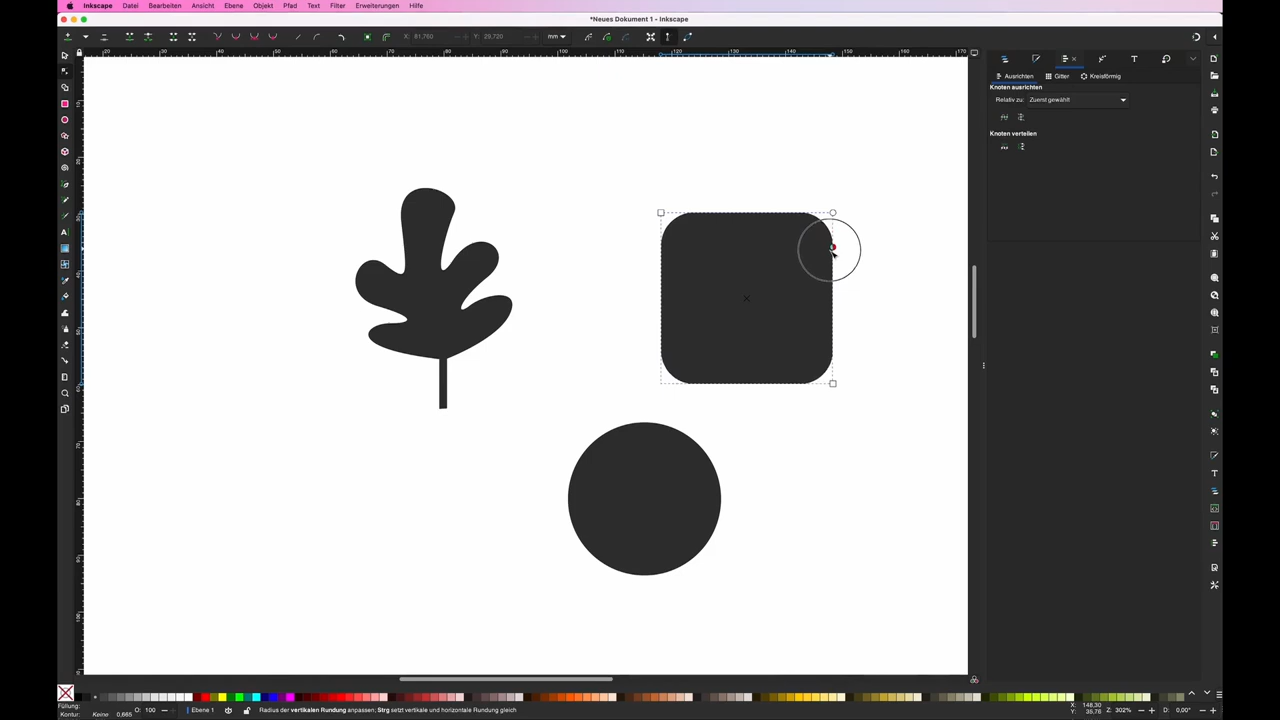 Inkscape Datei Bearbeiten Ansicht Ebene Objekt Pfad Text Filter Erweiterungen Hilfe
*Neues Dokument 1 - Inkscape
X: 81,760 Y: 29,720 mm
Ausrichten Gitter Kreisförmig
Knoten ausrichten
Relativ zu: Zuerst gewählt
Knoten verteilen
Füllung:
Kontur: Keine 0,665 O: 100 Ebene 1 Radius der vertikalen Rundung anpassen; Strg setzt vertikale und horizontale Rundung gleich
X: 148,30
Y: 35,76
Z: 302% D: 0,00°